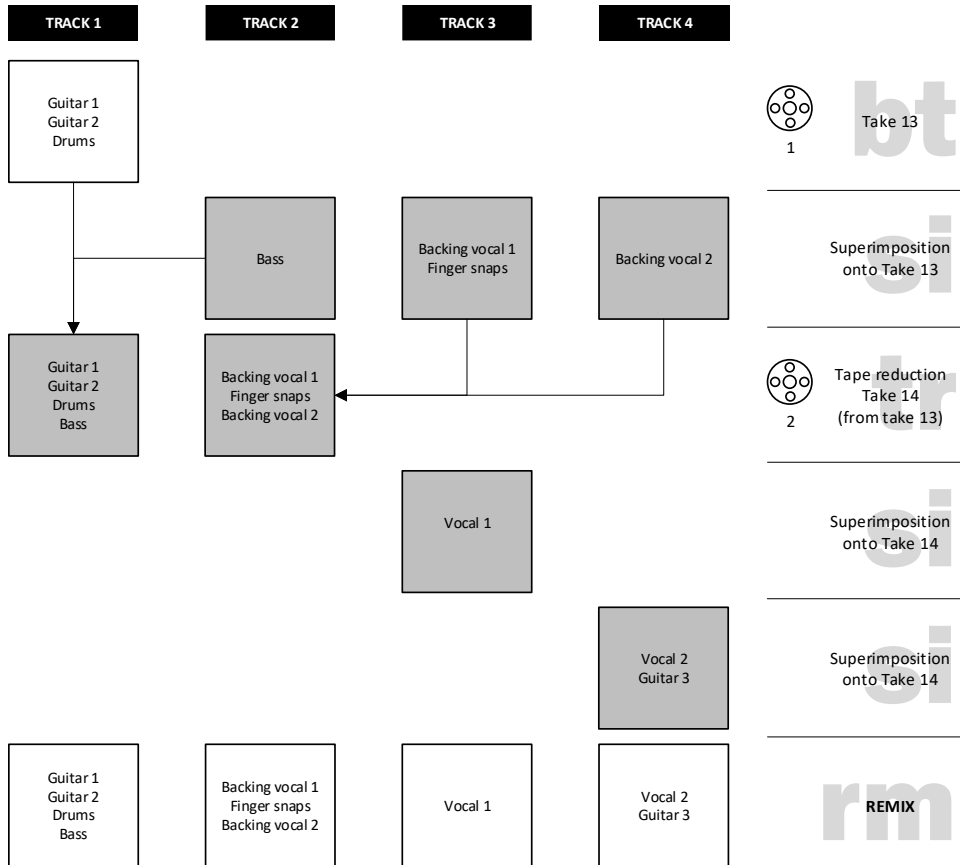 TRACK 1
TRACK 2
TRACK 3
TRACK 4
Guitar 1
Guitar 2
Drums
1
bt
Take 13
Bass
Backing vocal 1
Finger snaps
Backing vocal 2
si
Superimposition
onto Take 13
Guitar 1
Guitar 2
Drums
Bass
Backing vocal 1
Finger snaps
Backing vocal 2
2
tr
Tape reduction
Take 14
(from take 13)
Vocal 1
si
Superimposition
onto Take 14
Vocal 2
Guitar 3
si
Superimposition
onto Take 14
Guitar 1
Guitar 2
Drums
Bass
Backing vocal 1
Finger snaps
Backing vocal 2
Vocal 1
Vocal 2
Guitar 3
rm
REMIX